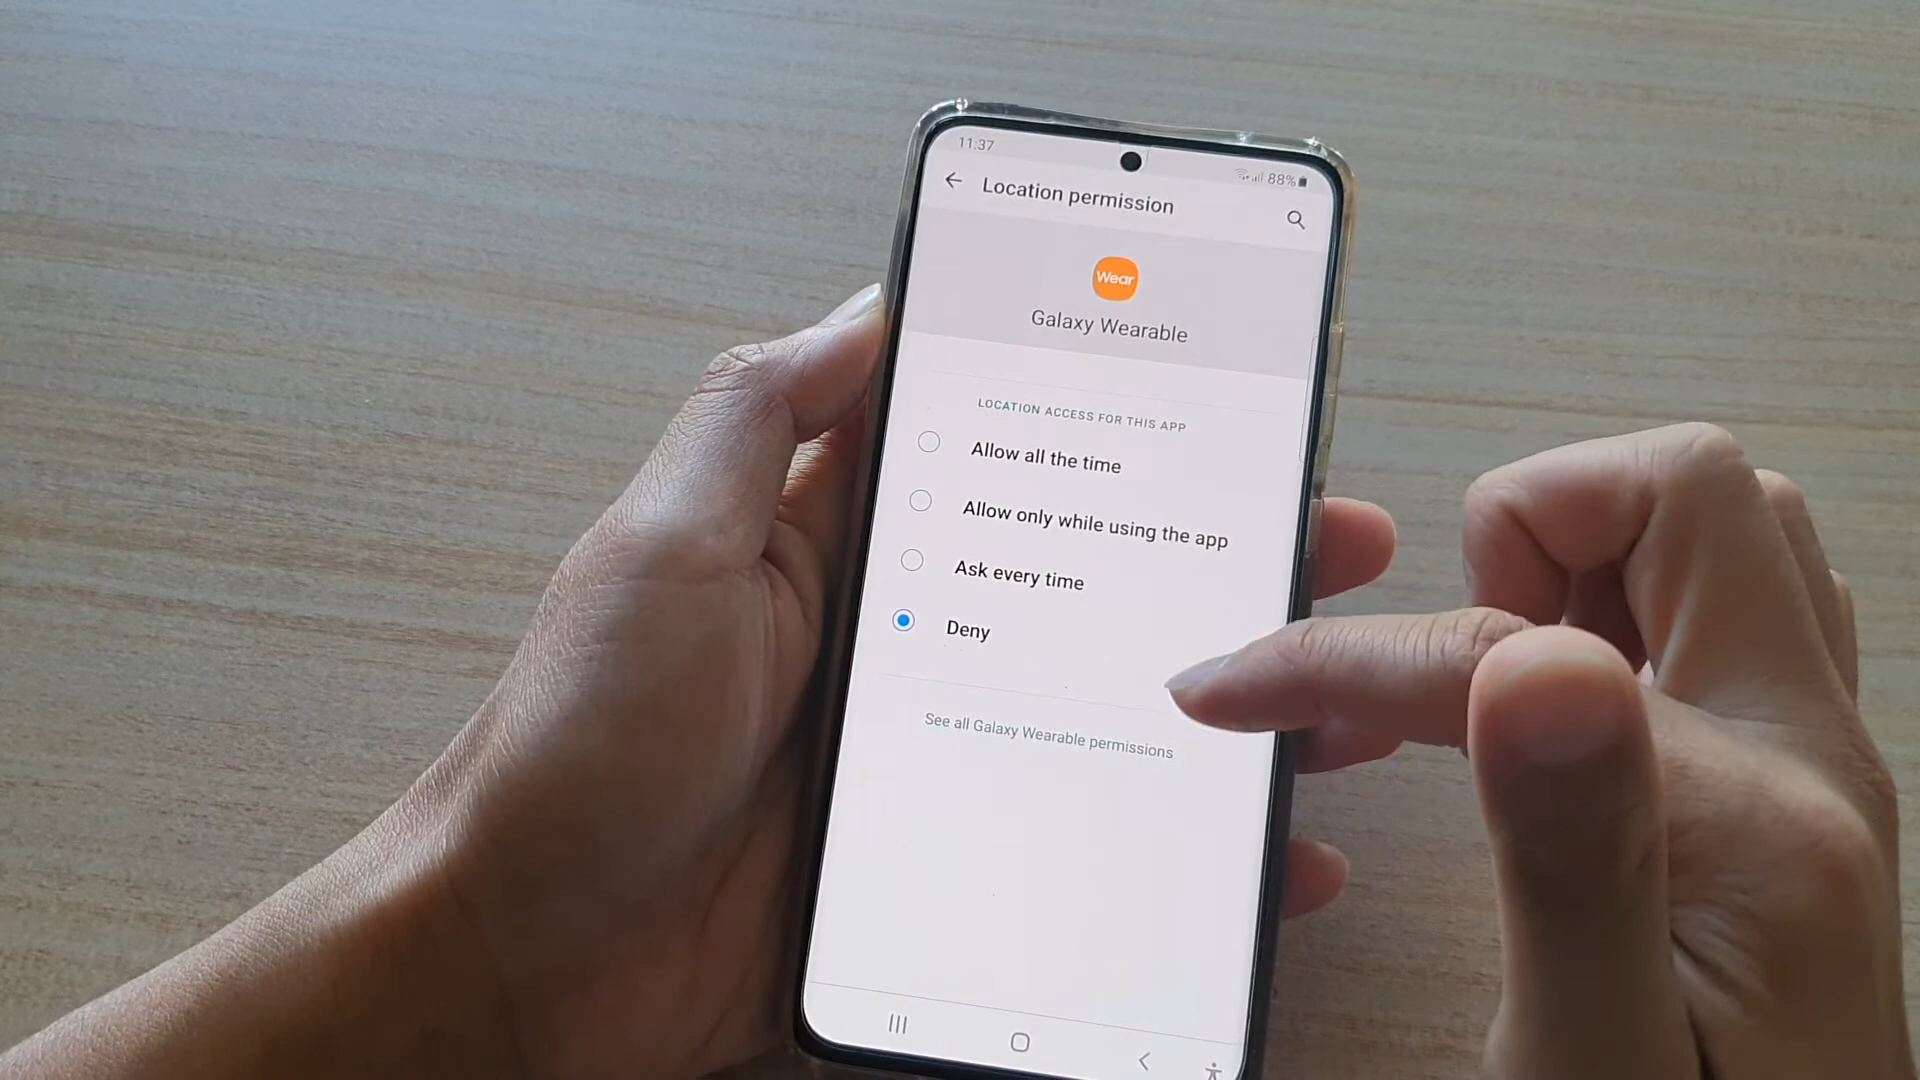 11:37
88%
Location permission
Wear
Galaxy Wearable
LOCATION ACCESS FOR THIS APP
Allow all the time
Allow only while using the app
Ask every time
Deny
See all Galaxy Wearable permissions